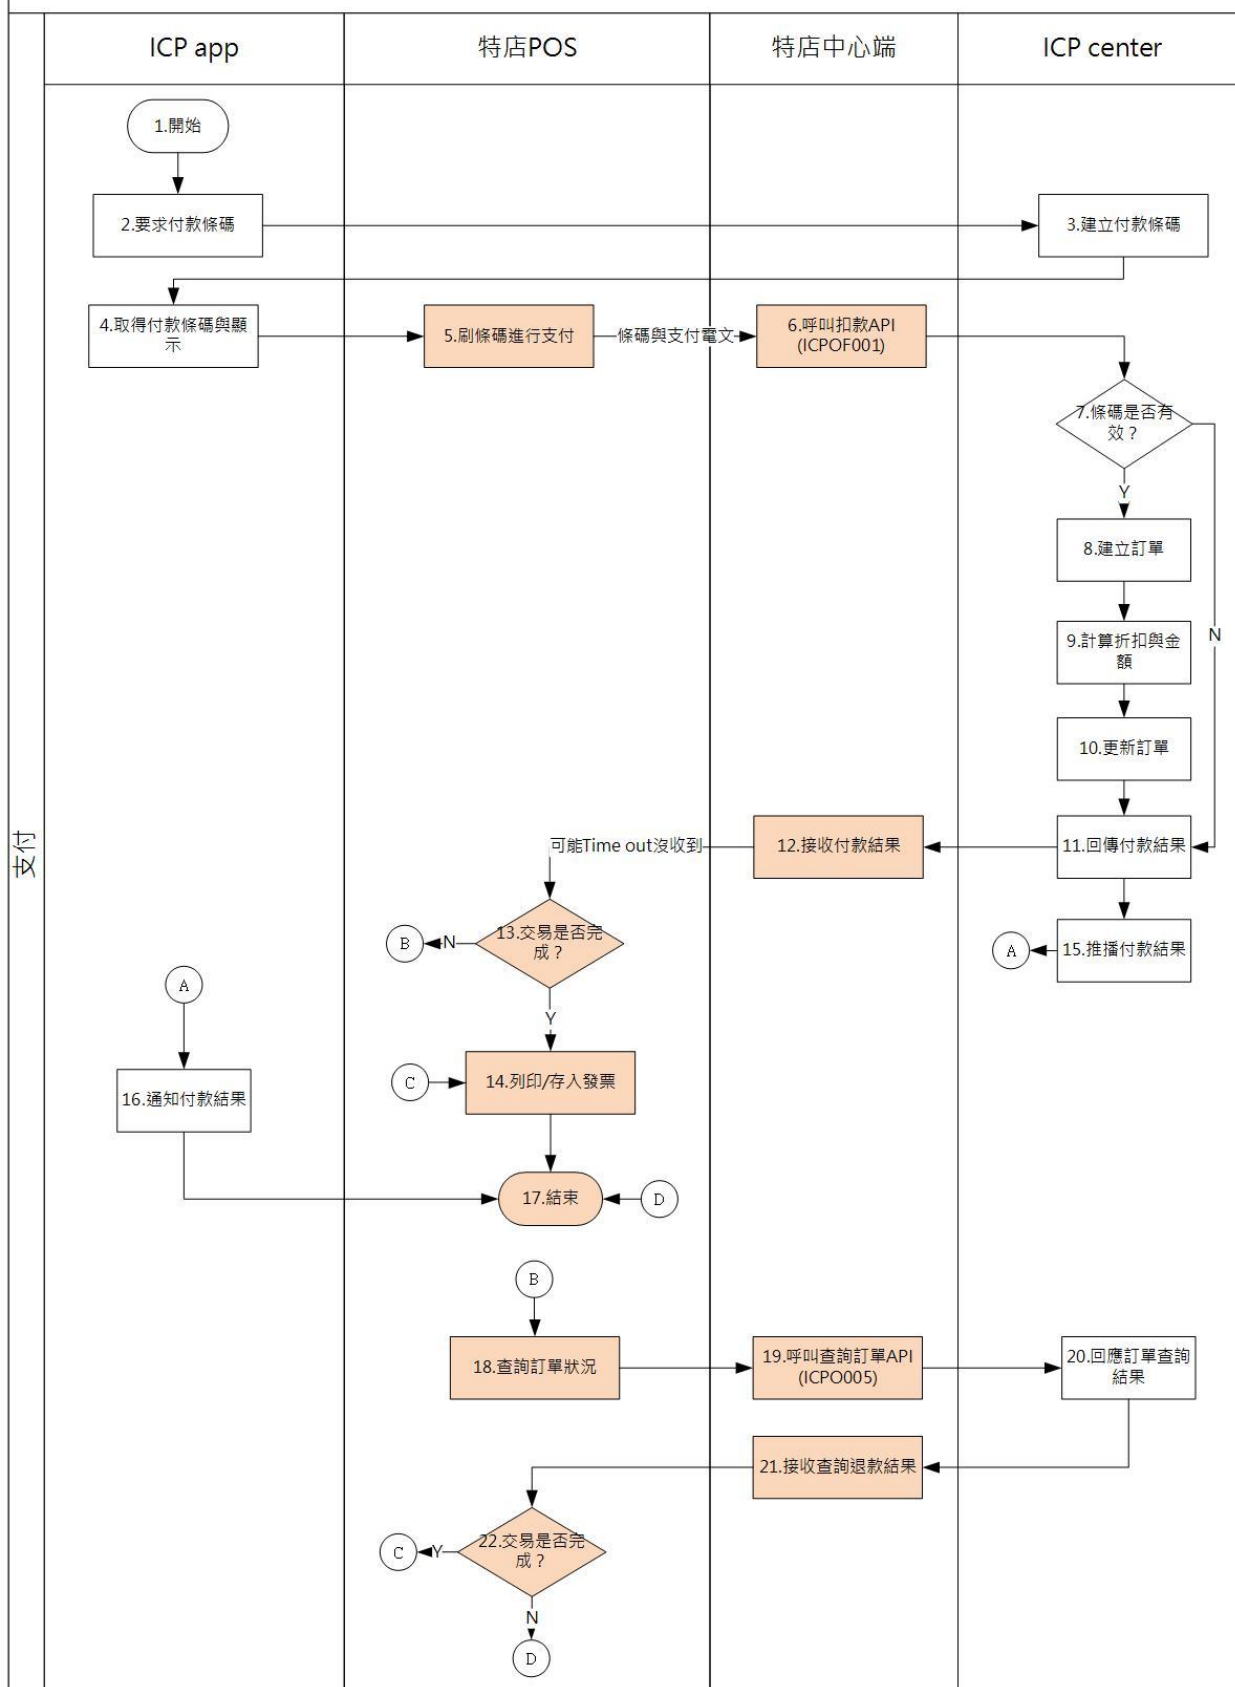 ICP app
特店POS
特店中心端
ICP center
支付
1.開始
2.要求付款條碼
3.建立付款條碼
4.取得付款條碼與顯
示
5.刷條碼進行支付
條碼與支付電文
6.呼叫扣款API
(ICPOF001)
7.條碼是否有
效？
Y
N
8.建立訂單
9.計算折扣與金
額
10.更新訂單
11.回傳付款結果
12.接收付款結果
可能Time out沒收到
13.交易是否完
成？
N
B
Y
15.推播付款結果
A
A
16.通知付款結果
C
14.列印/存入發票
17.結束
D
B
18.查詢訂單狀況
19.呼叫查詢訂單API
(ICPO005)
20.回應訂單查詢
結果
21.接收查詢退款結果
22.交易是否完
成？
Y
C
N
D